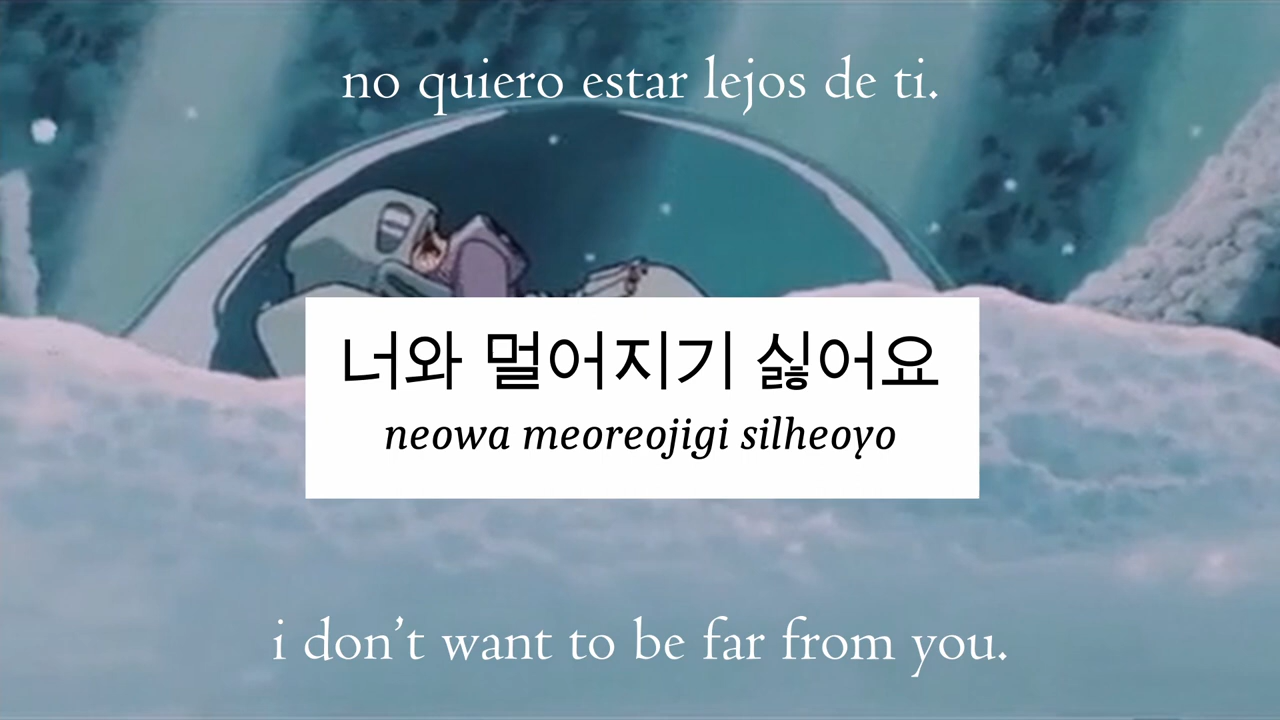 no quiero estar lejos de ti.
너와 멀어지기 싫어요
neowa meoreojigi silheoyo
i don’t want to be far from you.